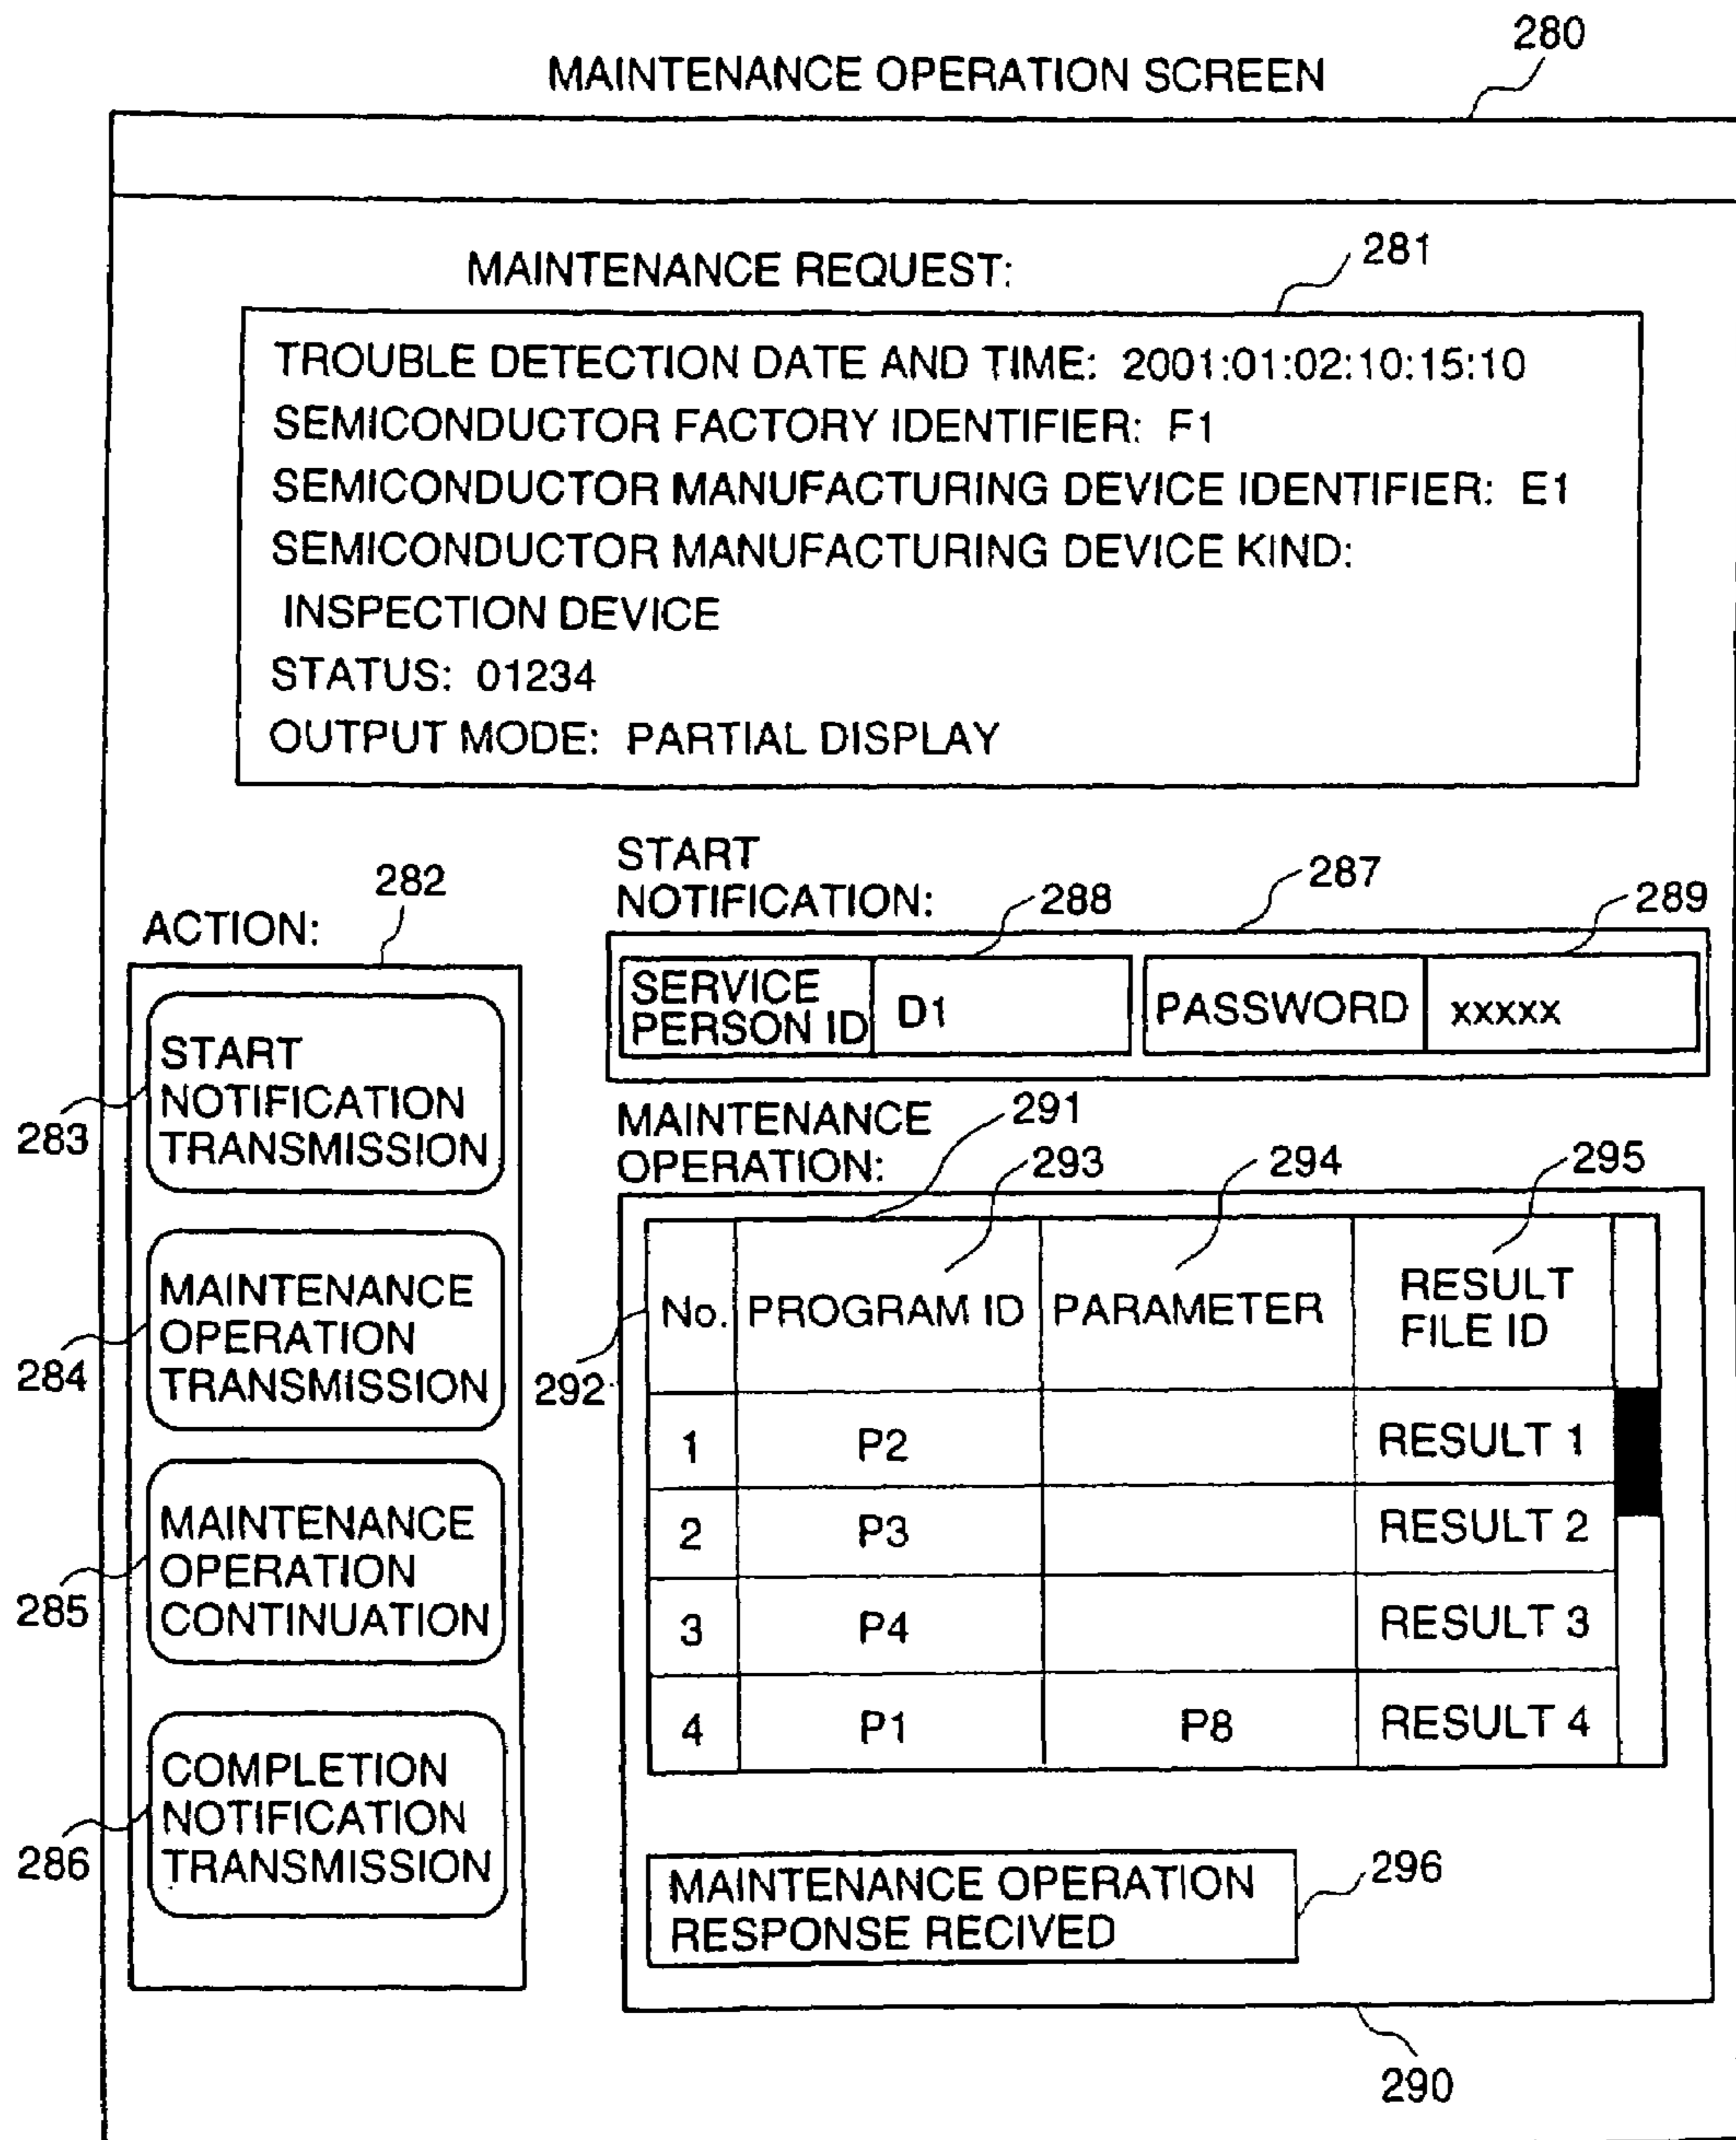 280
MAINTENANCE OPERATION SCREEN
MAINTENANCE REQUEST:
281
TROUBLE DETECTION DATE AND TIME: 2001:01:02:10:15:10
SEMICONDUCTOR FACTORY IDENTIFIER: F1
SEMICONDUCTOR MANUFACTURING DEVICE IDENTIFIER: E1
SEMICONDUCTOR MANUFACTURING DEVICE KIND:
INSPECTION DEVICE
STATUS: 01234
OUTPUT MODE: PARTIAL DISPLAY
282
ACTION:
283
START
NOTIFICATION
TRANSMISSION
284
MAINTENANCE
OPERATION
TRANSMISSION
285
MAINTENANCE
OPERATION
CONTINUATION
286
COMPLETION
NOTIFICATION
TRANSMISSION
START
NOTIFICATION:
288
287
289
SERVICE
PERSON ID
D1
PASSWORD
xxxxx
MAINTENANCE
OPERATION:
291
293
294
295
292
No.
PROGRAM ID
PARAMETER
RESULT
FILE ID
1 P2 RESULT 1
2 P3 RESULT 2
3 P4 RESULT 3
4 P1 P8 RESULT 4
MAINTENANCE OPERATION
RESPONSE RECIVED
296
290